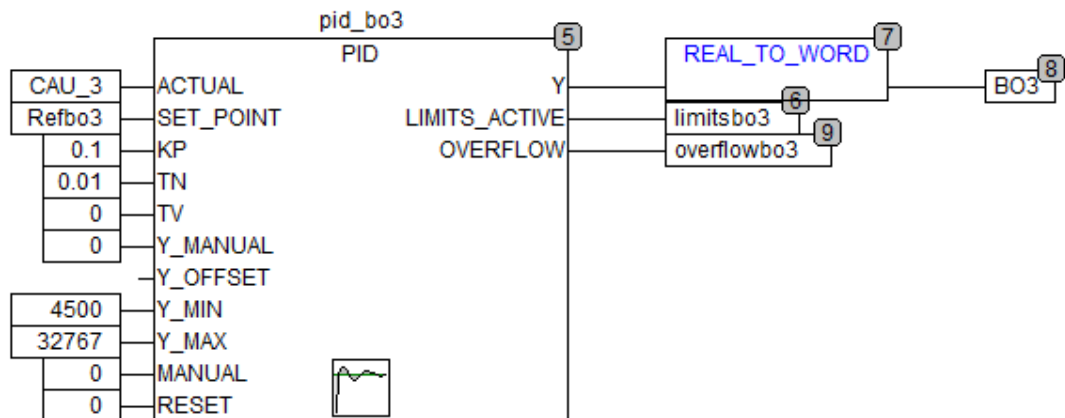 pid_bo3
5
PID
7
REAL_TO_WORD
CAU_3 ACTUAL Y
8
BO3
6
Refbo3 SET_POINT LIMITS_ACTIVE limitsbo3
9
0.1 KP OVERFLOW overflowbo3
0.01 TN
0 TV
0 Y_MANUAL
Y_OFFSET
4500 Y_MIN
32767 Y_MAX
0 MANUAL
0 RESET